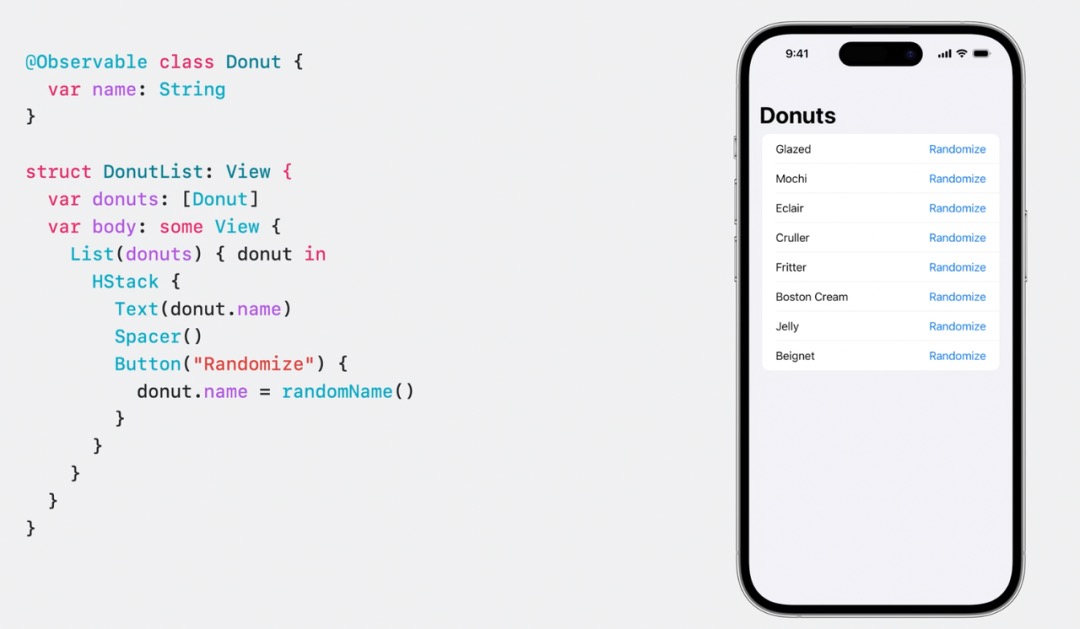 @Observable class Donut {
  var name: String
}

struct DonutList: View {
  var donuts: [Donut]
  var body: some View {
    List(donuts) { donut in
      HStack {
        Text(donut.name)
        Spacer()
        Button("Randomize") {
          donut.name = randomName()
        }
      }
    }
  }
}
9:41
Donuts
Glazed Randomize
Mochi Randomize
Eclair Randomize
Cruller Randomize
Fritter Randomize
Boston Cream Randomize
Jelly Randomize
Beignet Randomize